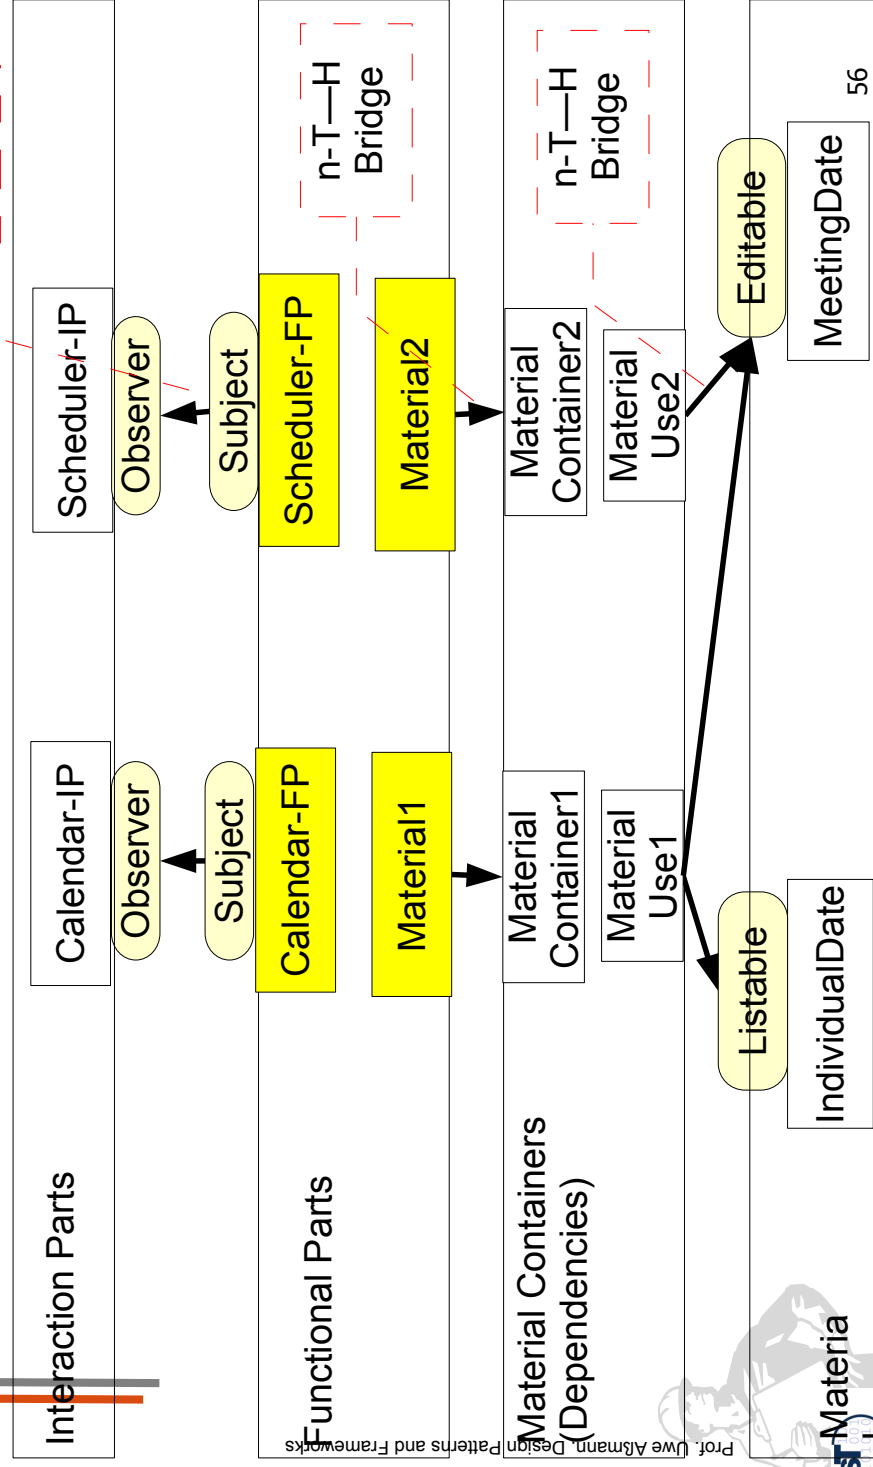 Interaction Parts
Calendar-IP
Scheduler-IP
Observer
Observer
Subject
Subject
Functional Parts
Calendar-FP
Scheduler-FP
n-T—H
Bridge
Material1
Material2
Material Containers
(Dependencies)
Material
Container1
Material
Container2
n-T—H
Bridge
Material
Use1
Material
Use2
Listable
Editable
Materia
IndividualDate
MeetingDate
Prof. Uwe Aßmann, Design Patterns and Frameworks
56
ST